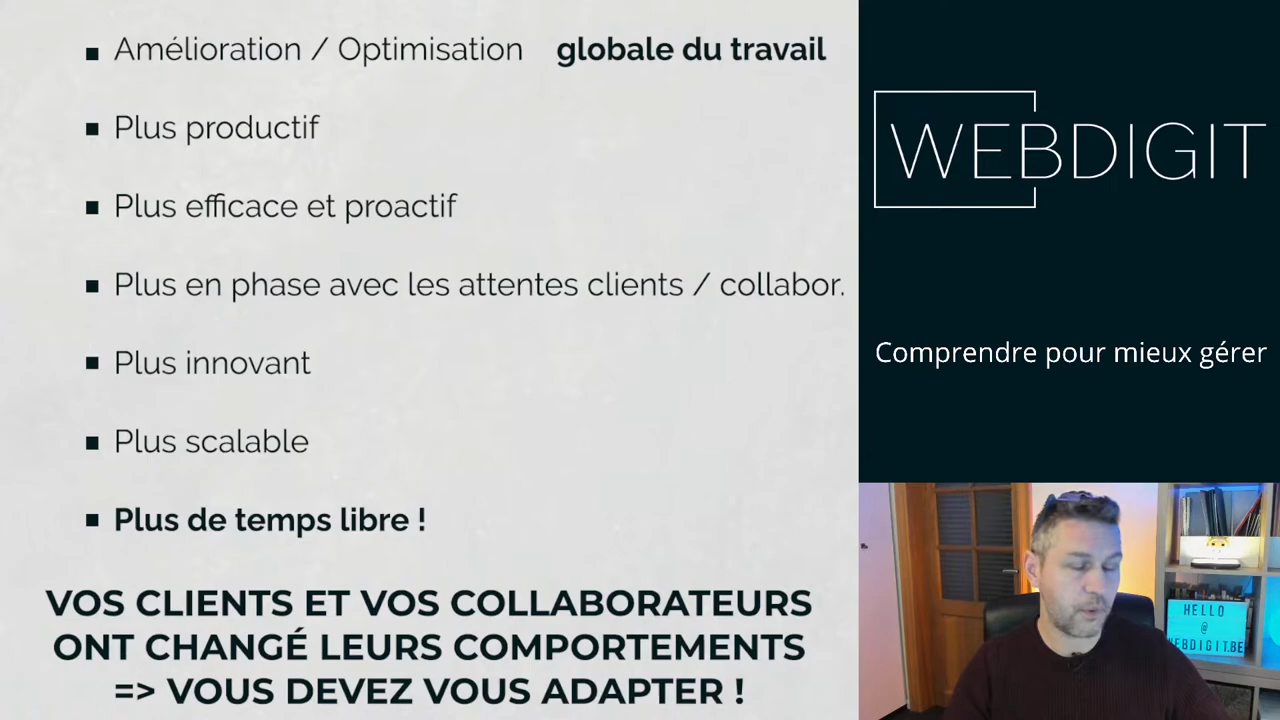 Amélioration / Optimisation globale du travail
Plus productif
Plus efficace et proactif
Plus en phase avec les attentes clients / collabor.
Plus innovant
Plus scalable
Plus de temps libre !
VOS CLIENTS ET VOS COLLABORATEURS
ONT CHANGÉ LEURS COMPORTEMENTS
=> VOUS DEVEZ VOUS ADAPTER !
WEBDIGIT
Comprendre pour mieux gérer
HELLO
@
WEBDIGIT.BE